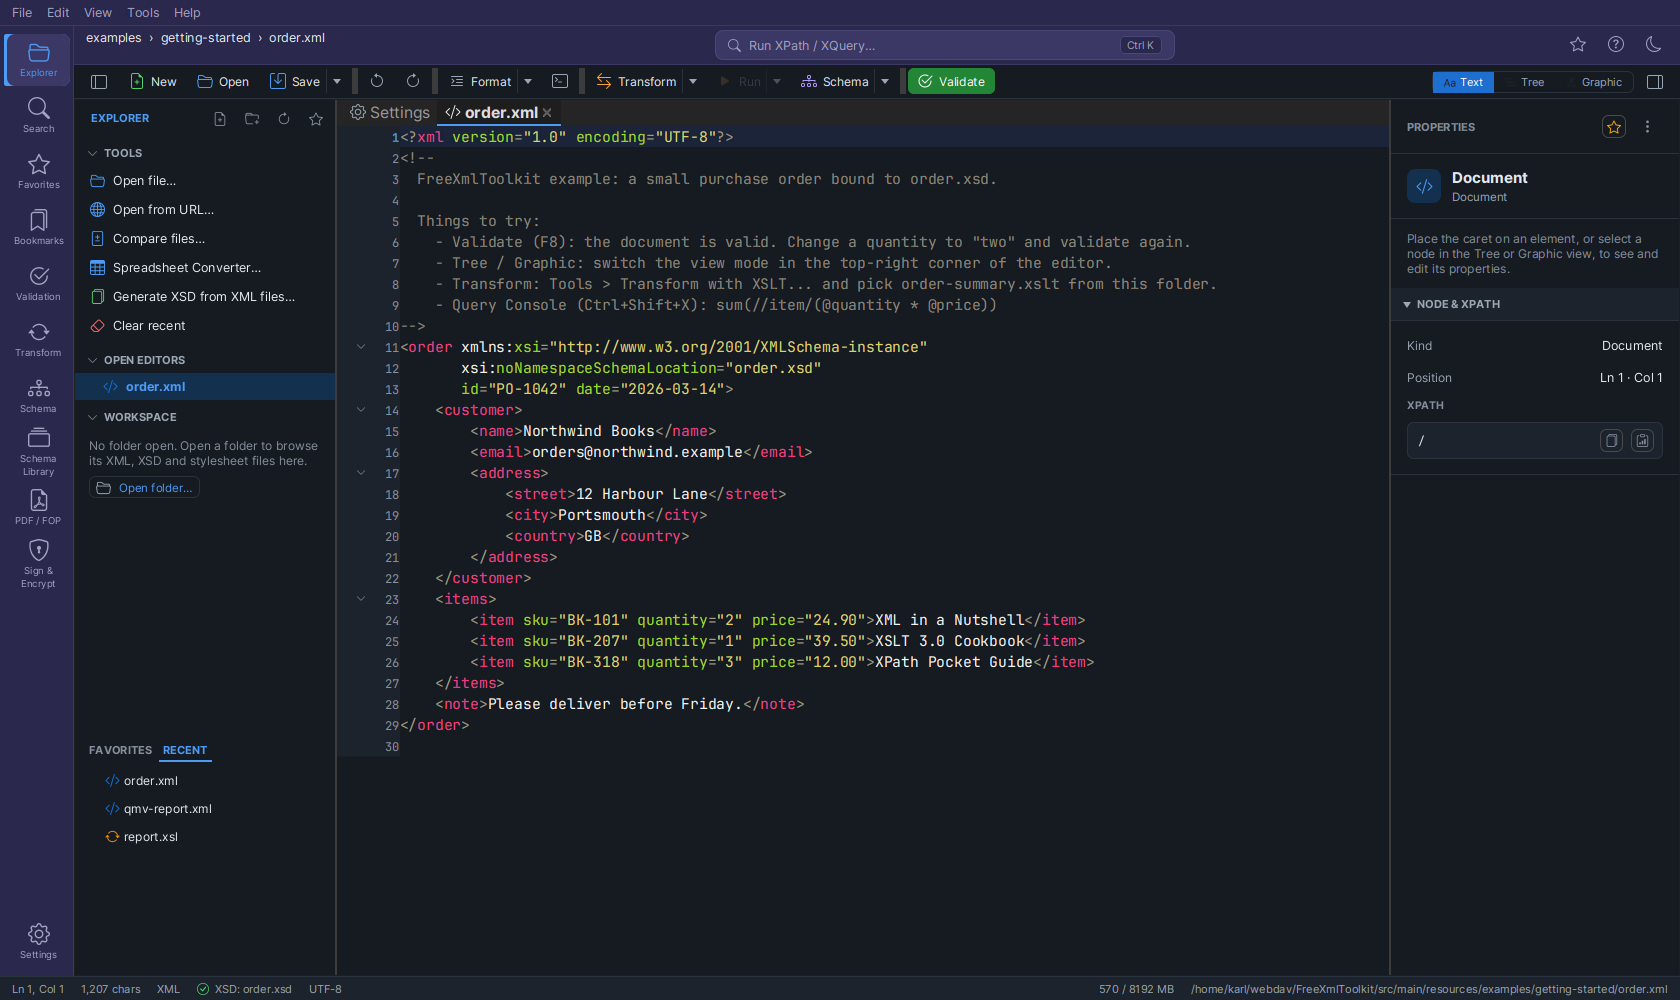 File Edit View Tools Help
examples › getting-started › order.xml
Run XPath / XQuery... Ctrl K
New Open Save Format Transform Run Schema Validate
Aa Text Tree Graphic
Explorer
Search
Favorites
Bookmarks
Validation
Transform
Schema
Schema
Library
PDF / FOP
Sign &
Encrypt
Settings
EXPLORER
TOOLS
Open file...
Open from URL...
Compare files...
Spreadsheet Converter...
Generate XSD from XML files...
Clear recent
OPEN EDITORS
order.xml
WORKSPACE
No folder open. Open a folder to browse
its XML, XSD and stylesheet files here.
Open folder...
FAVORITES RECENT
order.xml
qmv-report.xml
report.xsl
Settings order.xml
1 <?xml version="1.0" encoding="UTF-8"?>
2 <!--
3   FreeXmlToolkit example: a small purchase order bound to order.xsd.
4
5   Things to try:
6     - Validate (F8): the document is valid. Change a quantity to "two" and validate again.
7     - Tree / Graphic: switch the view mode in the top-right corner of the editor.
8     - Transform: Tools > Transform with XSLT... and pick order-summary.xslt from this folder.
9     - Query Console (Ctrl+Shift+X): sum(//item/(@quantity * @price))
10 -->
11 <order xmlns:xsi="http://www.w3.org/2001/XMLSchema-instance"
12        xsi:noNamespaceSchemaLocation="order.xsd"
13        id="PO-1042" date="2026-03-14">
14     <customer>
15         <name>Northwind Books</name>
16         <email>orders@northwind.example</email>
17         <address>
18             <street>12 Harbour Lane</street>
19             <city>Portsmouth</city>
20             <country>GB</country>
21         </address>
22     </customer>
23     <items>
24         <item sku="BK-101" quantity="2" price="24.90">XML in a Nutshell</item>
25         <item sku="BK-207" quantity="1" price="39.50">XSLT 3.0 Cookbook</item>
26         <item sku="BK-318" quantity="3" price="12.00">XPath Pocket Guide</item>
27     </items>
28     <note>Please deliver before Friday.</note>
29 </order>
30
PROPERTIES
Document
Document
Place the caret on an element, or select a
node in the Tree or Graphic view, to see and
edit its properties.
NODE & XPATH
Kind Document
Position Ln 1 · Col 1
XPATH
/
Ln 1, Col 1 1,207 chars XML XSD: order.xsd UTF-8 570 / 8192 MB /home/karl/webdav/FreeXmlToolkit/src/main/resources/examples/getting-started/order.xml